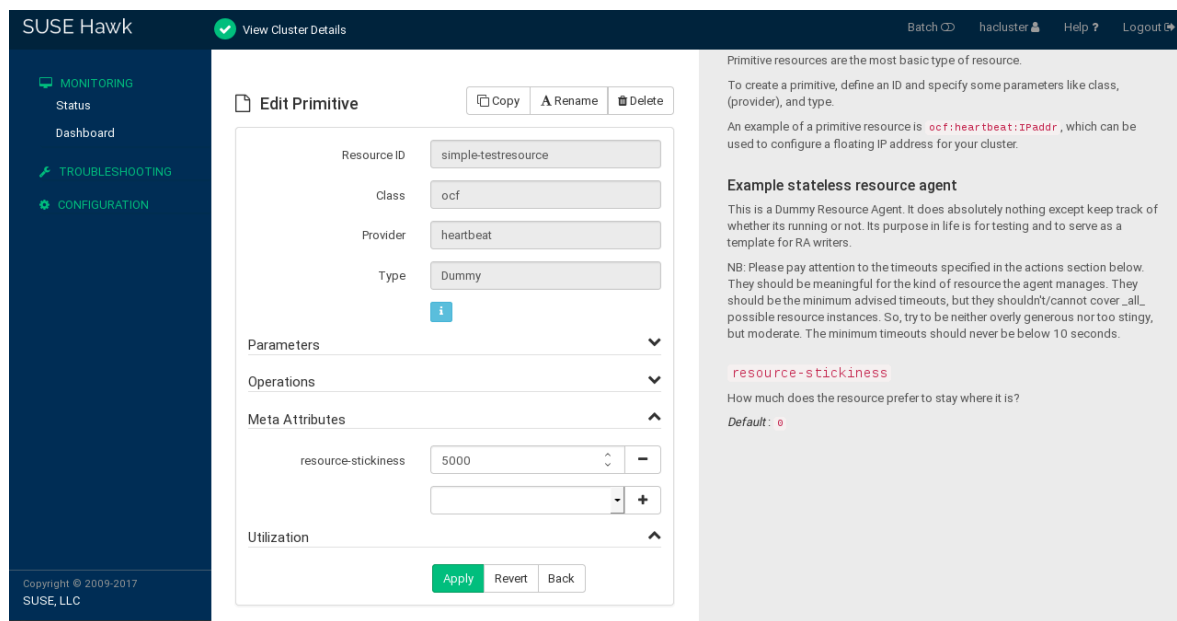 SUSE Hawk
View Cluster Details
Batch
hacluster
Help ?
Logout
MONITORING
Status
Dashboard
TROUBLESHOOTING
CONFIGURATION
Copyright © 2009-2017
SUSE, LLC
Edit Primitive
Copy
A Rename
Delete
Resource ID simple-testresource
Class ocf
Provider heartbeat
Type Dummy
i
Parameters
Operations
Meta Attributes
resource-stickiness 5000
Utilization
Apply Revert Back
Primitive resources are the most basic type of resource.
To create a primitive, define an ID and specify some parameters like class,
(provider), and type.
An example of a primitive resource is ocf:heartbeat:IPaddr, which can be
used to configure a floating IP address for your cluster.
Example stateless resource agent
This is a Dummy Resource Agent. It does absolutely nothing except keep track of
whether its running or not. Its purpose in life is for testing and to serve as a
template for RA writers.
NB: Please pay attention to the timeouts specified in the actions section below.
They should be meaningful for the kind of resource the agent manages. They
should be the minimum advised timeouts, but they shouldn't/cannot cover _all_
possible resource instances. So, try to be neither overly generous nor too stingy,
but moderate. The minimum timeouts should never be below 10 seconds.
resource-stickiness
How much does the resource prefer to stay where it is?
Default: 0